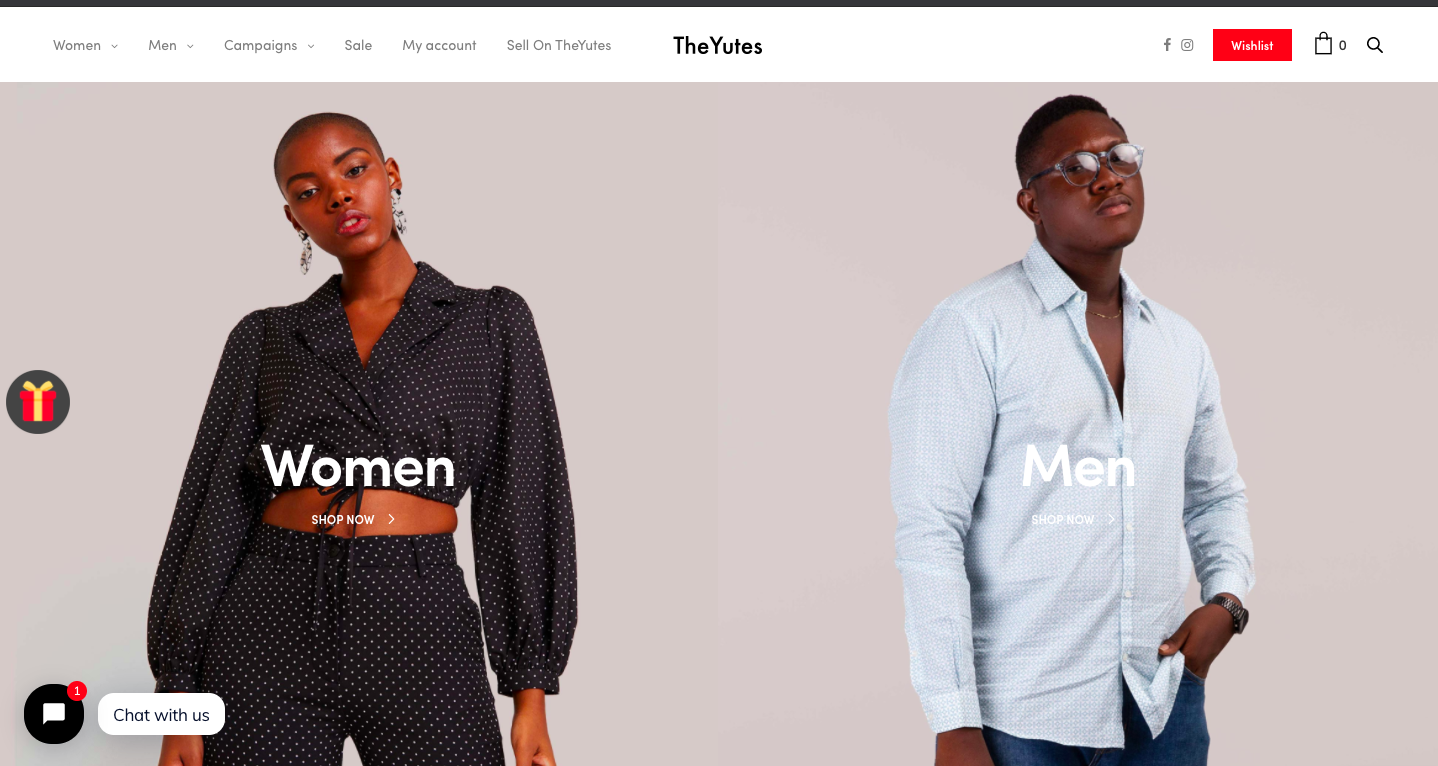 Women Men Campaigns Sale My account Sell On TheYutes TheYutes Wishlist 0
Women
SHOP NOW
Men
SHOP NOW
1
Chat with us